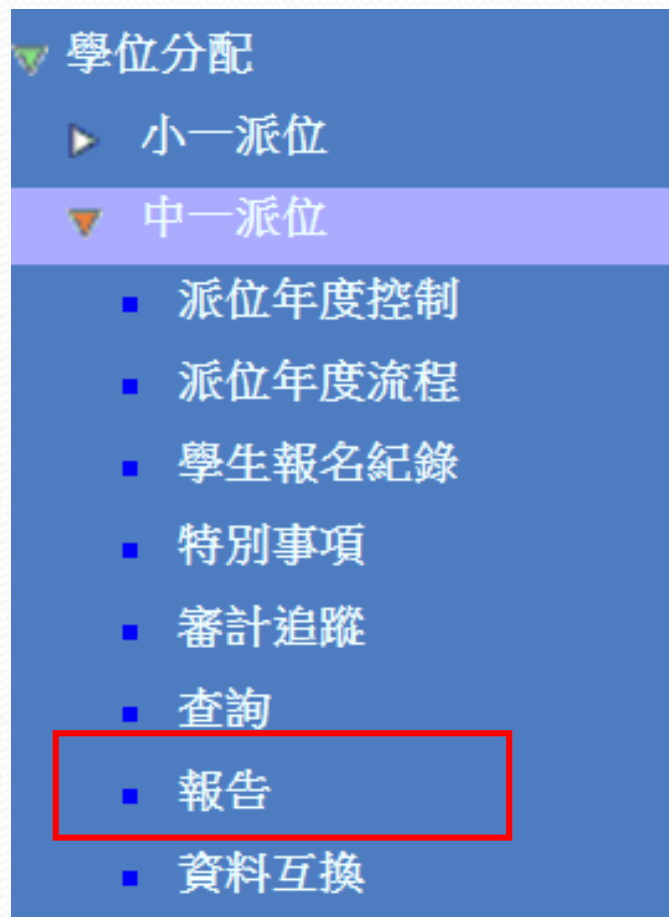 學位分配
小一派位
中一派位
派位年度控制
派位年度流程
學生報名紀錄
特別事項
審計追蹤
查詢
報告
資料互換